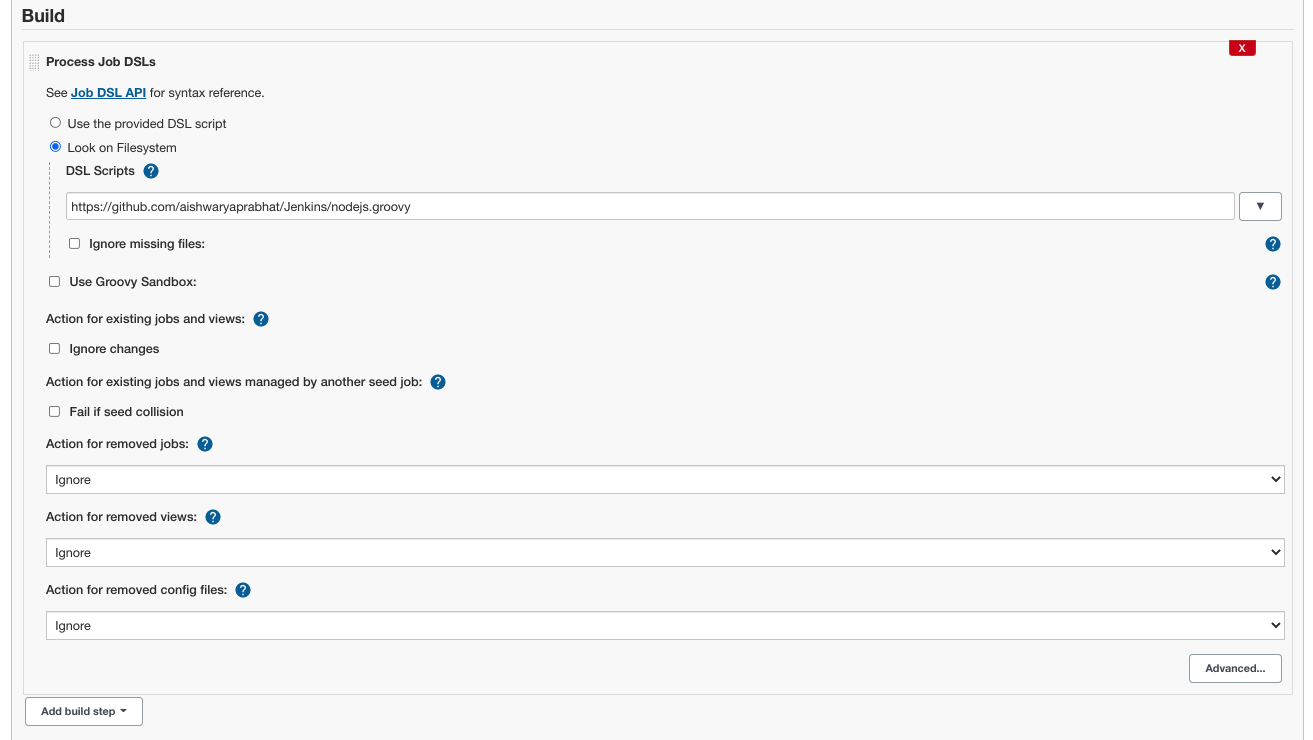 Build
X
Process Job DSLs
See Job DSL API for syntax reference.
Use the provided DSL script
Look on Filesystem
DSL Scripts ?
https://github.com/aishwaryaprabhat/Jenkins/nodejs.groovy
▼
Ignore missing files: ?
Use Groovy Sandbox: ?
Action for existing jobs and views: ?
Ignore changes
Action for existing jobs and views managed by another seed job: ?
Fail if seed collision
Action for removed jobs: ?
Ignore
Action for removed views: ?
Ignore
Action for removed config files: ?
Ignore
Advanced...
Add build step